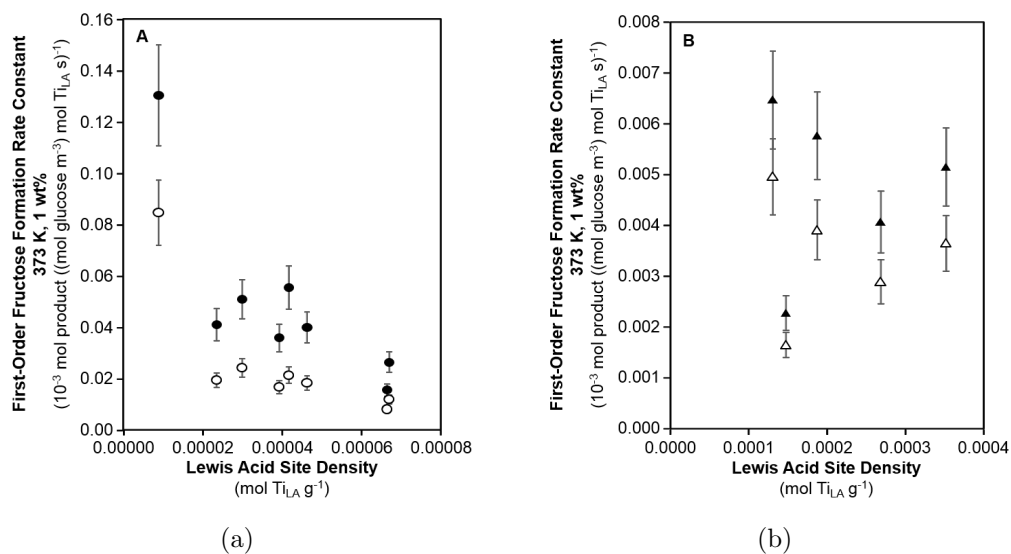 First-Order Fructose Formation Rate Constant
373 K, 1 wt%
(10⁻³ mol product ((mol glucose m⁻³) mol Ti_LA s)⁻¹)
A
0.16
0.14
0.12
0.10
0.08
0.06
0.04
0.02
0.00
0.00000 0.00002 0.00004 0.00006 0.00008
Lewis Acid Site Density
(mol Ti_LA g⁻¹)
(a)
First-Order Fructose Formation Rate Constant
373 K, 1 wt%
(10⁻³ mol product ((mol glucose m⁻³) mol Ti_LA s)⁻¹)
B
0.008
0.007
0.006
0.005
0.004
0.003
0.002
0.001
0.000
0.0000 0.0001 0.0002 0.0003 0.0004
Lewis Acid Site Density
(mol Ti_LA g⁻¹)
(b)